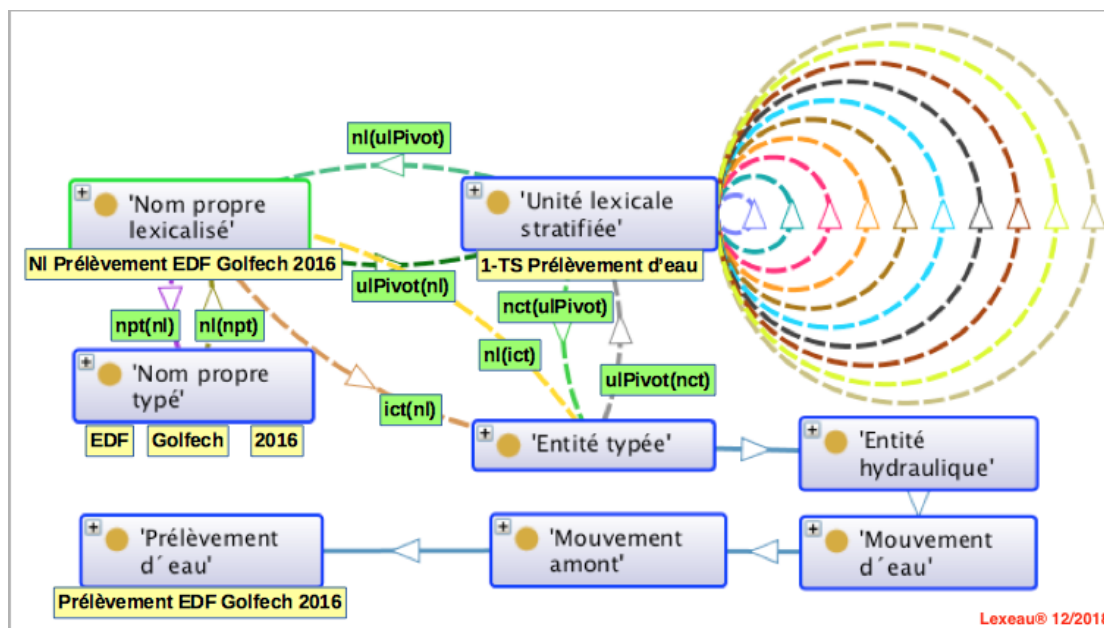 nl(ulPivot)
'Nom propre
lexicalisé'
Nl Prélèvement EDF Golfech 2016
'Unité lexicale
stratifiée'
1-TS Prélèvement d'eau
ulPivot(nl)
nct(ulPivot)
npt(nl)
nl(npt)
nl(ict)
ulPivot(nct)
'Nom propre
typé'
EDF Golfech 2016
ict(nl)
'Entité typée'
'Entité
hydraulique'
'Prélèvement
d´eau'
Prélèvement EDF Golfech 2016
'Mouvement
amont'
'Mouvement
d´eau'
Lexeau® 12/2018